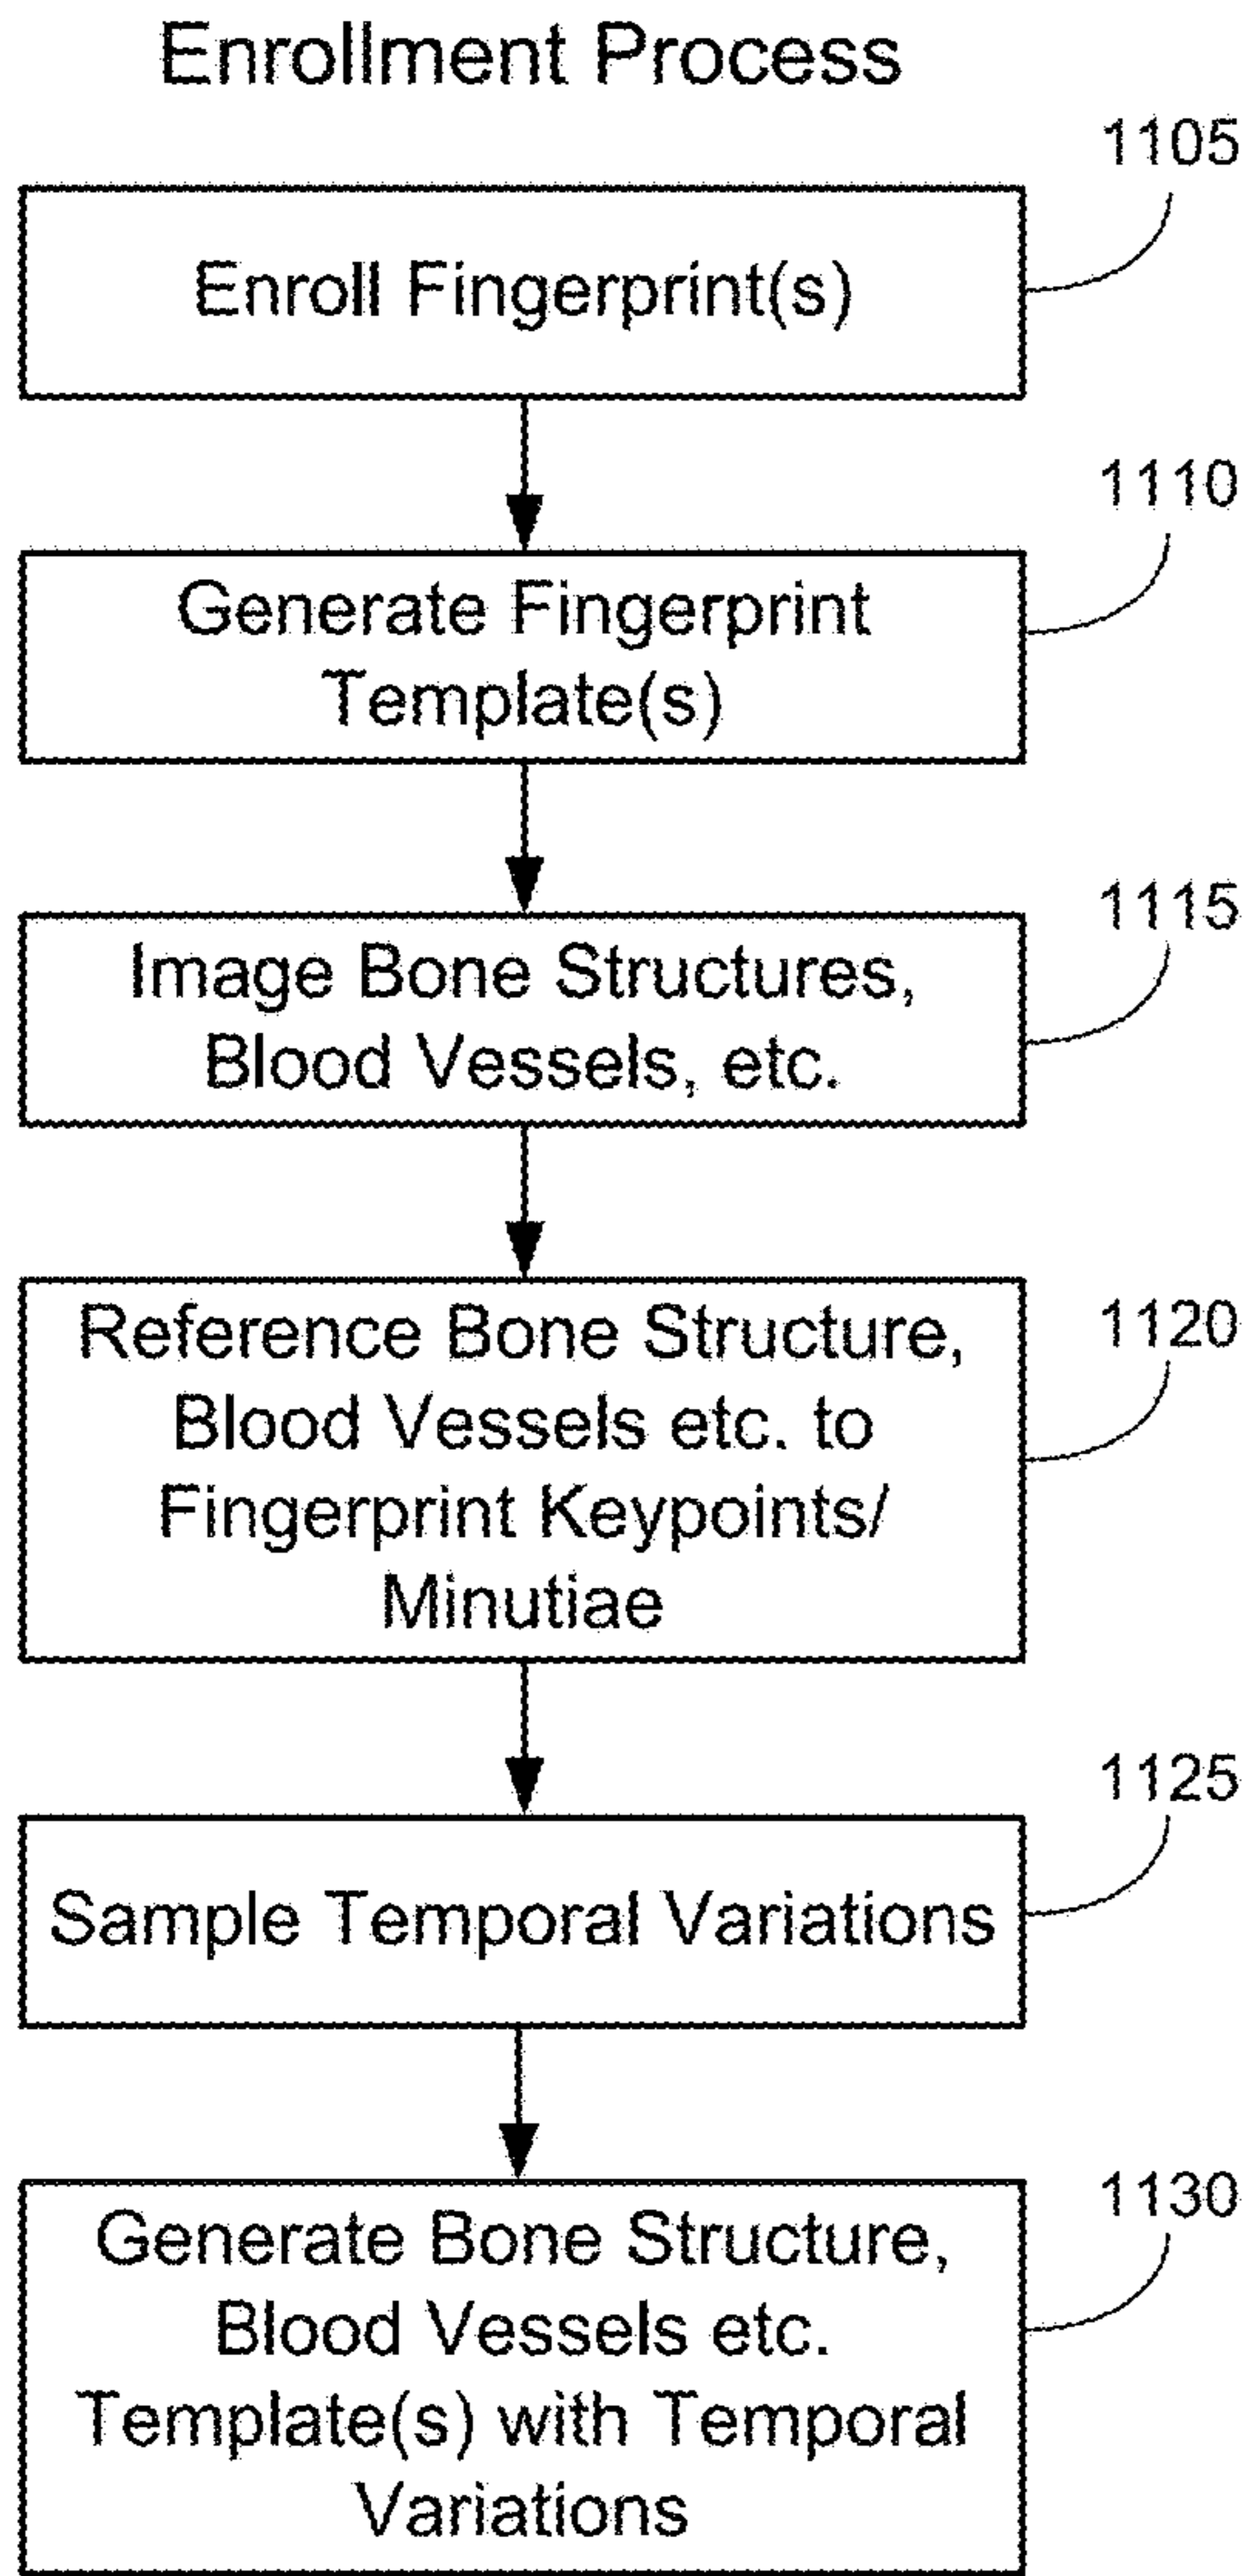 Enrollment Process
1105
Enroll Fingerprint(s)
1110
Generate Fingerprint
Template(s)
1115
Image Bone Structures,
Blood Vessels, etc.
1120
Reference Bone Structure,
Blood Vessels etc. to
Fingerprint Keypoints/
Minutiae
1125
Sample Temporal Variations
1130
Generate Bone Structure,
Blood Vessels etc.
Template(s) with Temporal
Variations